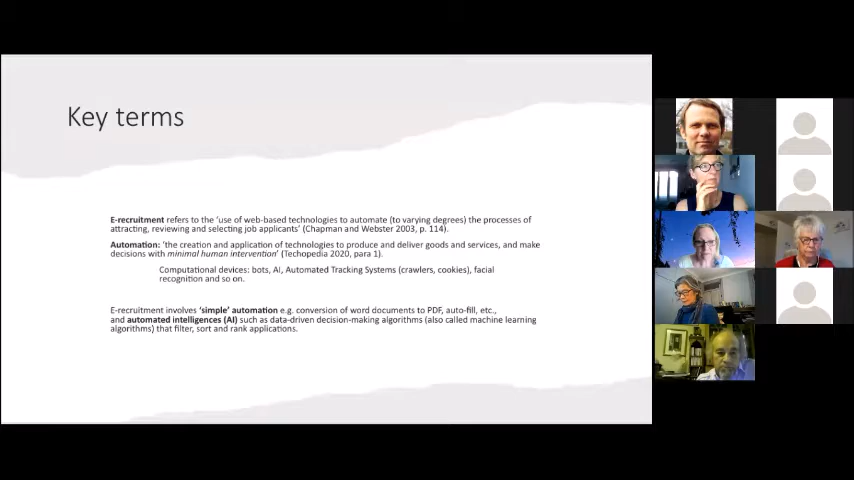 Key terms
E-recruitment refers to the 'use of web-based technologies to automate (to varying degrees) the processes of
attracting, reviewing and selecting job applicants' (Chapman and Webster 2003, p. 114).
Automation: 'the creation and application of technologies to produce and deliver goods and services, and make
decisions with minimal human intervention' (Techopedia 2020, para 1).
Computational devices: bots, AI, Automated Tracking Systems (crawlers, cookies), facial
recognition and so on.
E-recruitment involves 'simple' automation e.g. conversion of word documents to PDF, auto-fill, etc.,
and automated intelligences (AI) such as data-driven decision-making algorithms (also called machine learning
algorithms) that filter, sort and rank applications.